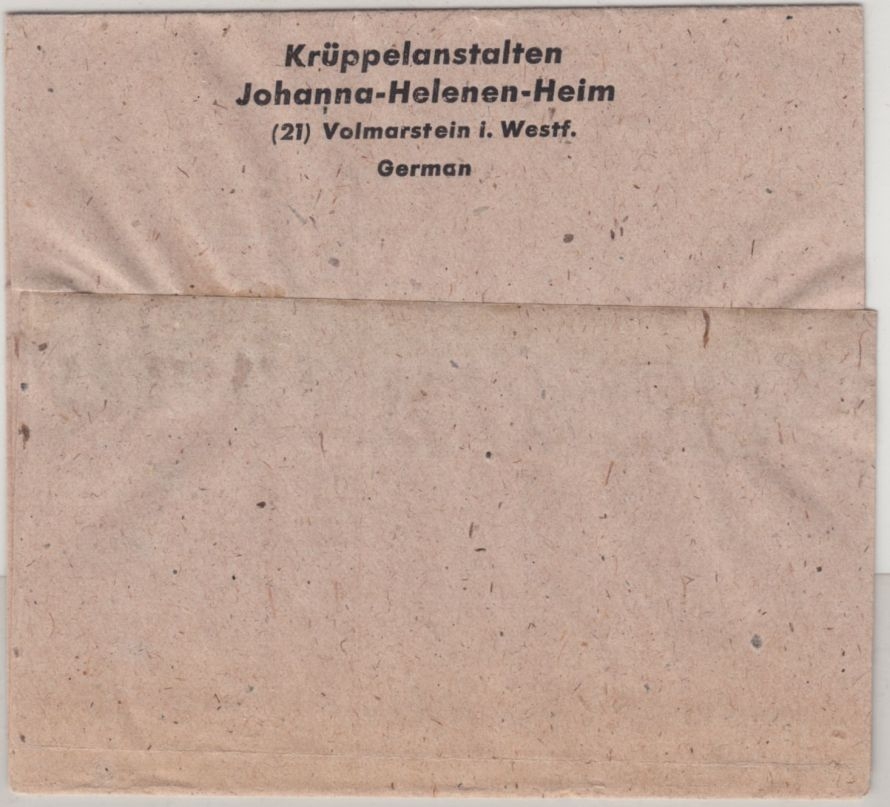 Krüppelanstalten
Johanna-Helenen-Heim
(21) Volmarstein i. Westf.
German